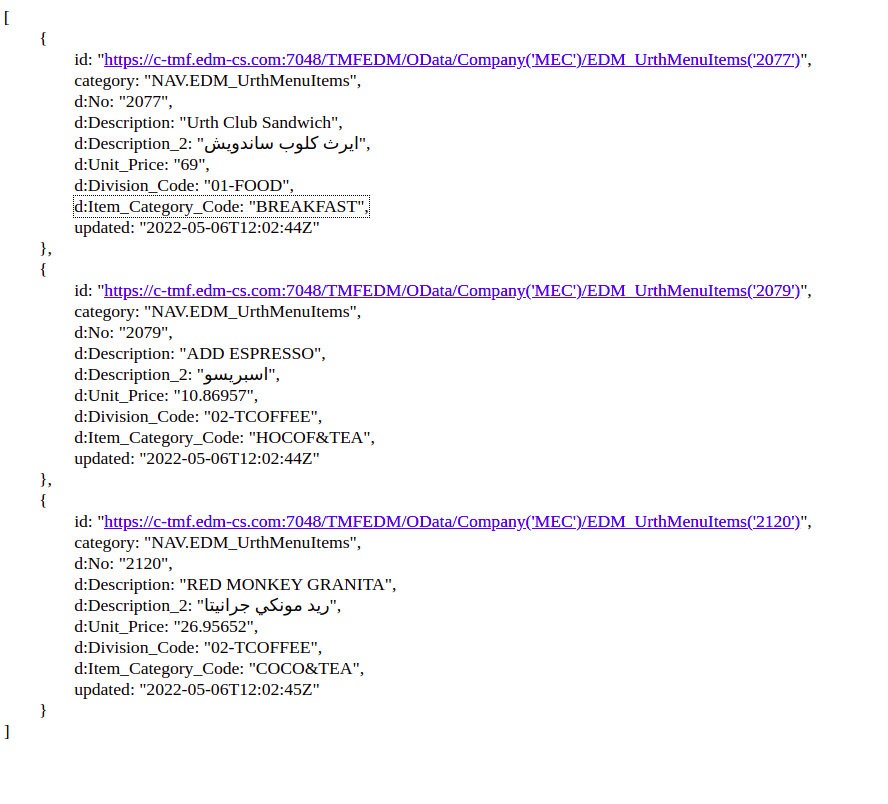 [
{
id: "https://c-tmf.edm-cs.com:7048/TMFEDM/OData/Company('MEC')/EDM_UrthMenuItems('2077')",
category: "NAV.EDM_UrthMenuItems",
d:No: "2077",
d:Description: "Urth Club Sandwich",
d:Description_2: "ايرث كلوب ساندويش",
d:Unit_Price: "69",
d:Division_Code: "01-FOOD",
d:Item_Category_Code: "BREAKFAST",
updated: "2022-05-06T12:02:44Z"
},
{
id: "https://c-tmf.edm-cs.com:7048/TMFEDM/OData/Company('MEC')/EDM_UrthMenuItems('2079')",
category: "NAV.EDM_UrthMenuItems",
d:No: "2079",
d:Description: "ADD ESPRESSO",
d:Description_2: "اسبريسو",
d:Unit_Price: "10.86957",
d:Division_Code: "02-TCOFFEE",
d:Item_Category_Code: "HOCOF&TEA",
updated: "2022-05-06T12:02:44Z"
},
{
id: "https://c-tmf.edm-cs.com:7048/TMFEDM/OData/Company('MEC')/EDM_UrthMenuItems('2120')",
category: "NAV.EDM_UrthMenuItems",
d:No: "2120",
d:Description: "RED MONKEY GRANITA",
d:Description_2: "ريد مونكي جرانيتا",
d:Unit_Price: "26.95652",
d:Division_Code: "02-TCOFFEE",
d:Item_Category_Code: "COCO&TEA",
updated: "2022-05-06T12:02:45Z"
}
]